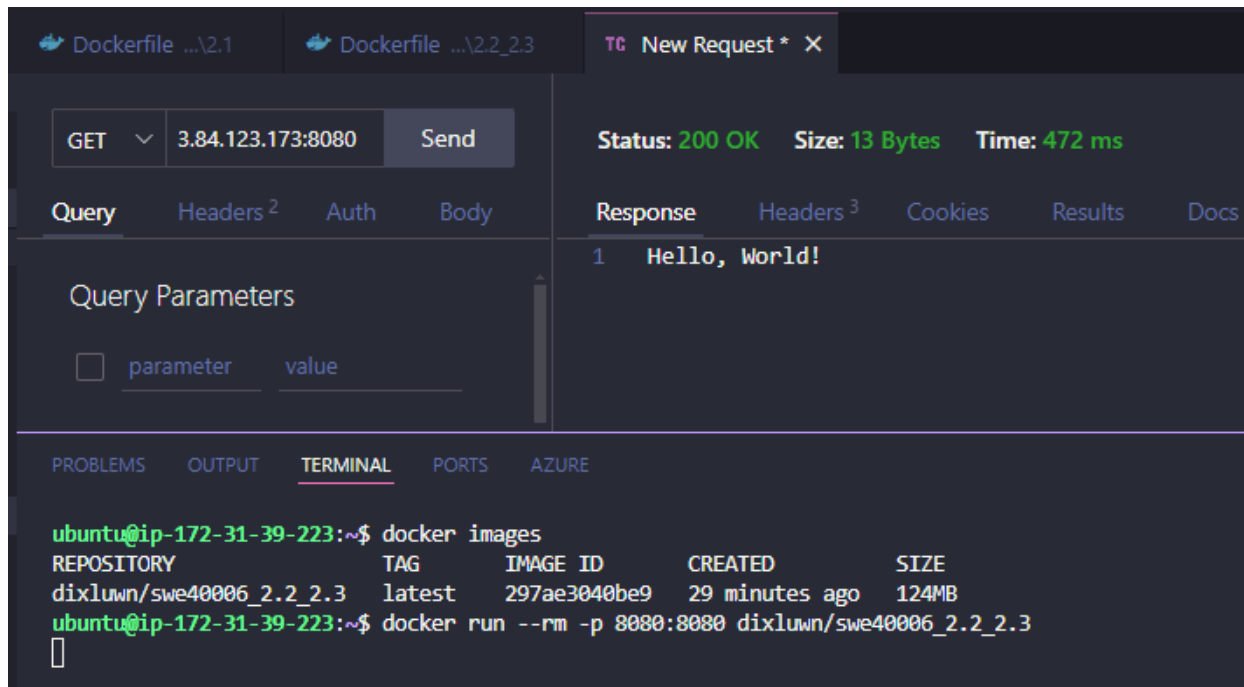 Dockerfile ...\2.1 Dockerfile ...\2.2_2.3 TC New Request * ×
GET 3.84.123.173:8080 Send
Status: 200 OK Size: 13 Bytes Time: 472 ms
Query Headers 2 Auth Body
Response Headers 3 Cookies Results Docs
1 Hello, World!
Query Parameters
parameter value
PROBLEMS OUTPUT TERMINAL PORTS AZURE
ubuntu@ip-172-31-39-223:~$ docker images
REPOSITORY TAG IMAGE ID CREATED SIZE
dixluwn/swe40006_2.2_2.3 latest 297ae3040be9 29 minutes ago 124MB
ubuntu@ip-172-31-39-223:~$ docker run --rm -p 8080:8080 dixluwn/swe40006_2.2_2.3